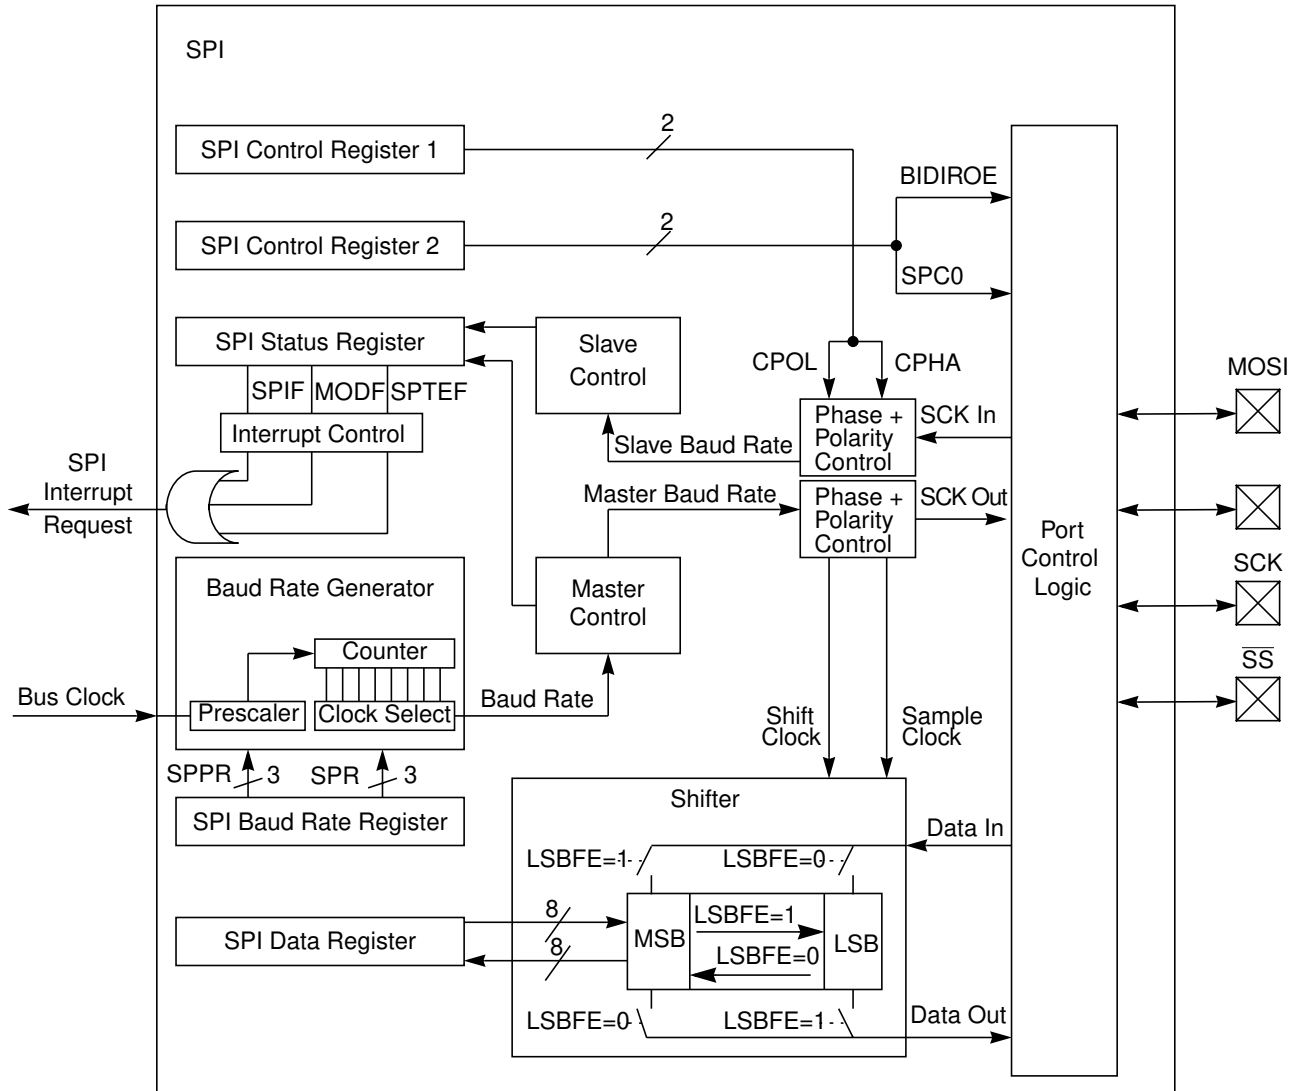 SPI
SPI Control Register 1
2
BIDIROE
SPI Control Register 2
2
SPC0
SPI Status Register
Slave
Control
CPOL
CPHA
MOSI
SPIF
MODF
SPTEF
Interrupt Control
Phase +
Polarity
Control
SCK In
Slave Baud Rate
SPI
Interrupt
Request
Master Baud Rate
Phase +
Polarity
Control
SCK Out
Port
Control
Logic
SCK
Baud Rate Generator
Master
Control
Counter
SS
Bus Clock
Prescaler
Clock Select
Baud Rate
Shift
Clock
Sample
Clock
SPPR
3
SPR
3
SPI Baud Rate Register
Shifter
Data In
LSBFE=1
LSBFE=0
8
SPI Data Register
8
MSB
LSBFE=1
LSBFE=0
LSB
LSBFE=0
LSBFE=1
Data Out